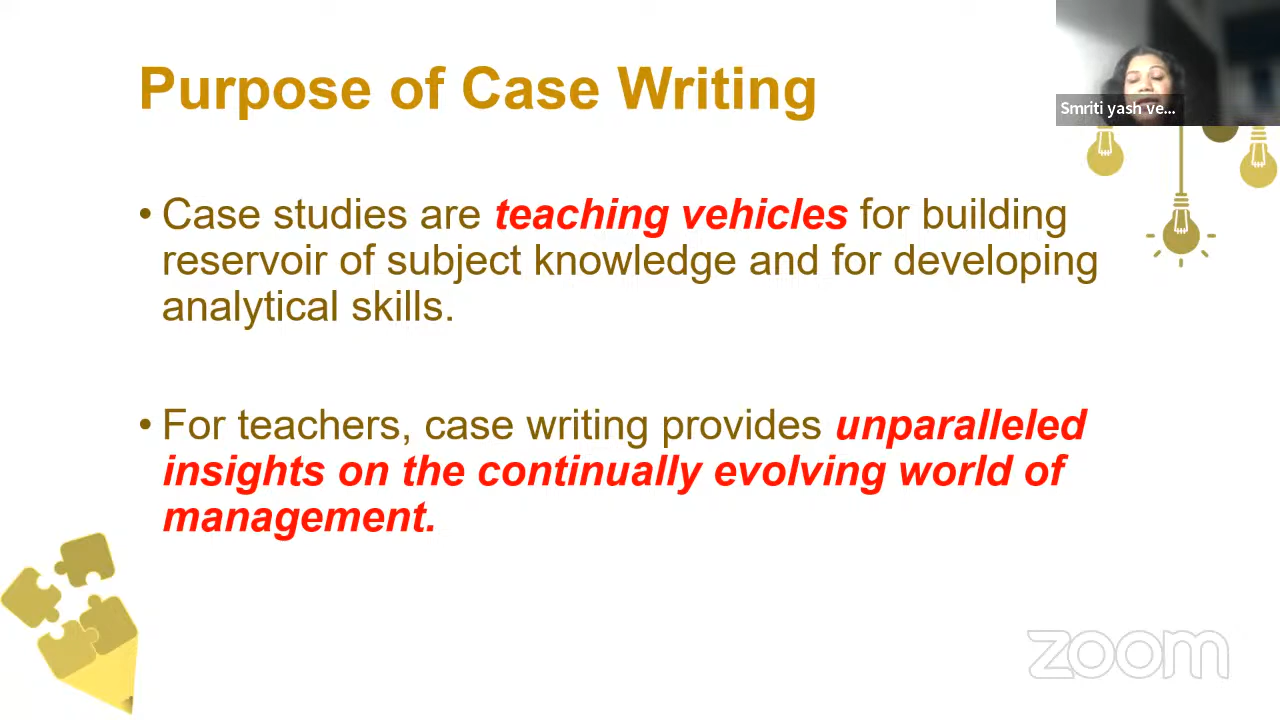 Purpose of Case Writing
Smriti yash ve...
• Case studies are teaching vehicles for building
reservoir of subject knowledge and for developing
analytical skills.
• For teachers, case writing provides unparalleled
insights on the continually evolving world of
management.
zoom